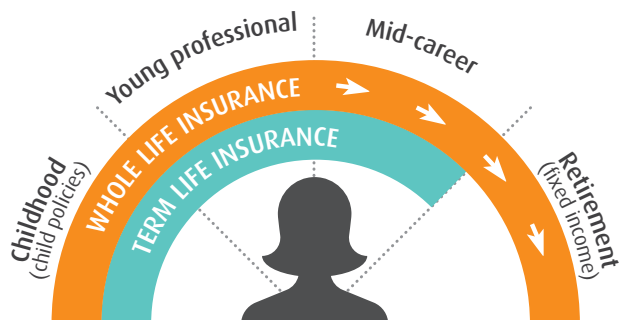 Childhood
(child policies)
Young professional
Mid-career
Retirement
(fixed income)
WHOLE LIFE INSURANCE
TERM LIFE INSURANCE